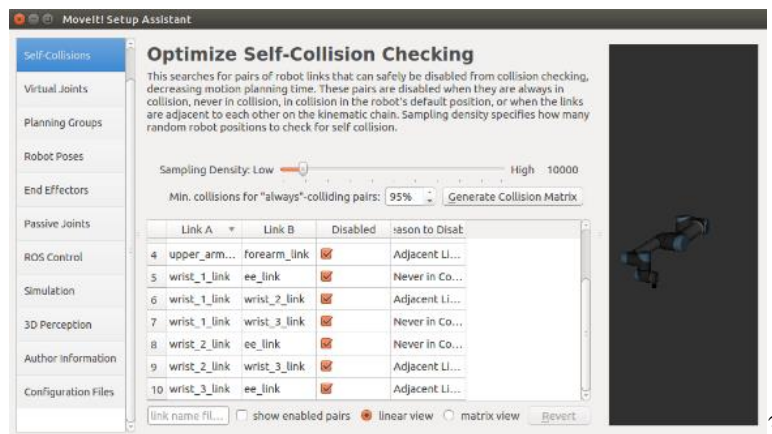 MoveIt! Setup Assistant
Self-Collisions
Virtual Joints
Planning Groups
Robot Poses
End Effectors
Passive Joints
ROS Control
Simulation
3D Perception
Author Information
Configuration Files
Optimize Self-Collision Checking
This searches for pairs of robot links that can safely be disabled from collision checking,
decreasing motion planning time. These pairs are disabled when they are always in
collision, never in collision, in collision in the robot's default position, or when the links
are adjacent to each other on the kinematic chain. Sampling density specifies how many
random robot positions to check for self collision.
Sampling Density: Low High 10000
Min. collisions for "always"-colliding pairs: 95% Generate Collision Matrix
Link A Link B Disabled eason to Disab
4 upper_arm... forearm_link Adjacent Li...
5 wrist_1_link ee_link Never in Co...
6 wrist_1_link wrist_2_link Adjacent Li...
7 wrist_1_link wrist_3_link Never in Co...
8 wrist_2_link ee_link Never in Co...
9 wrist_2_link wrist_3_link Adjacent Li...
10 wrist_3_link ee_link Adjacent Li...
link name fil... show enabled pairs linear view matrix view Revert